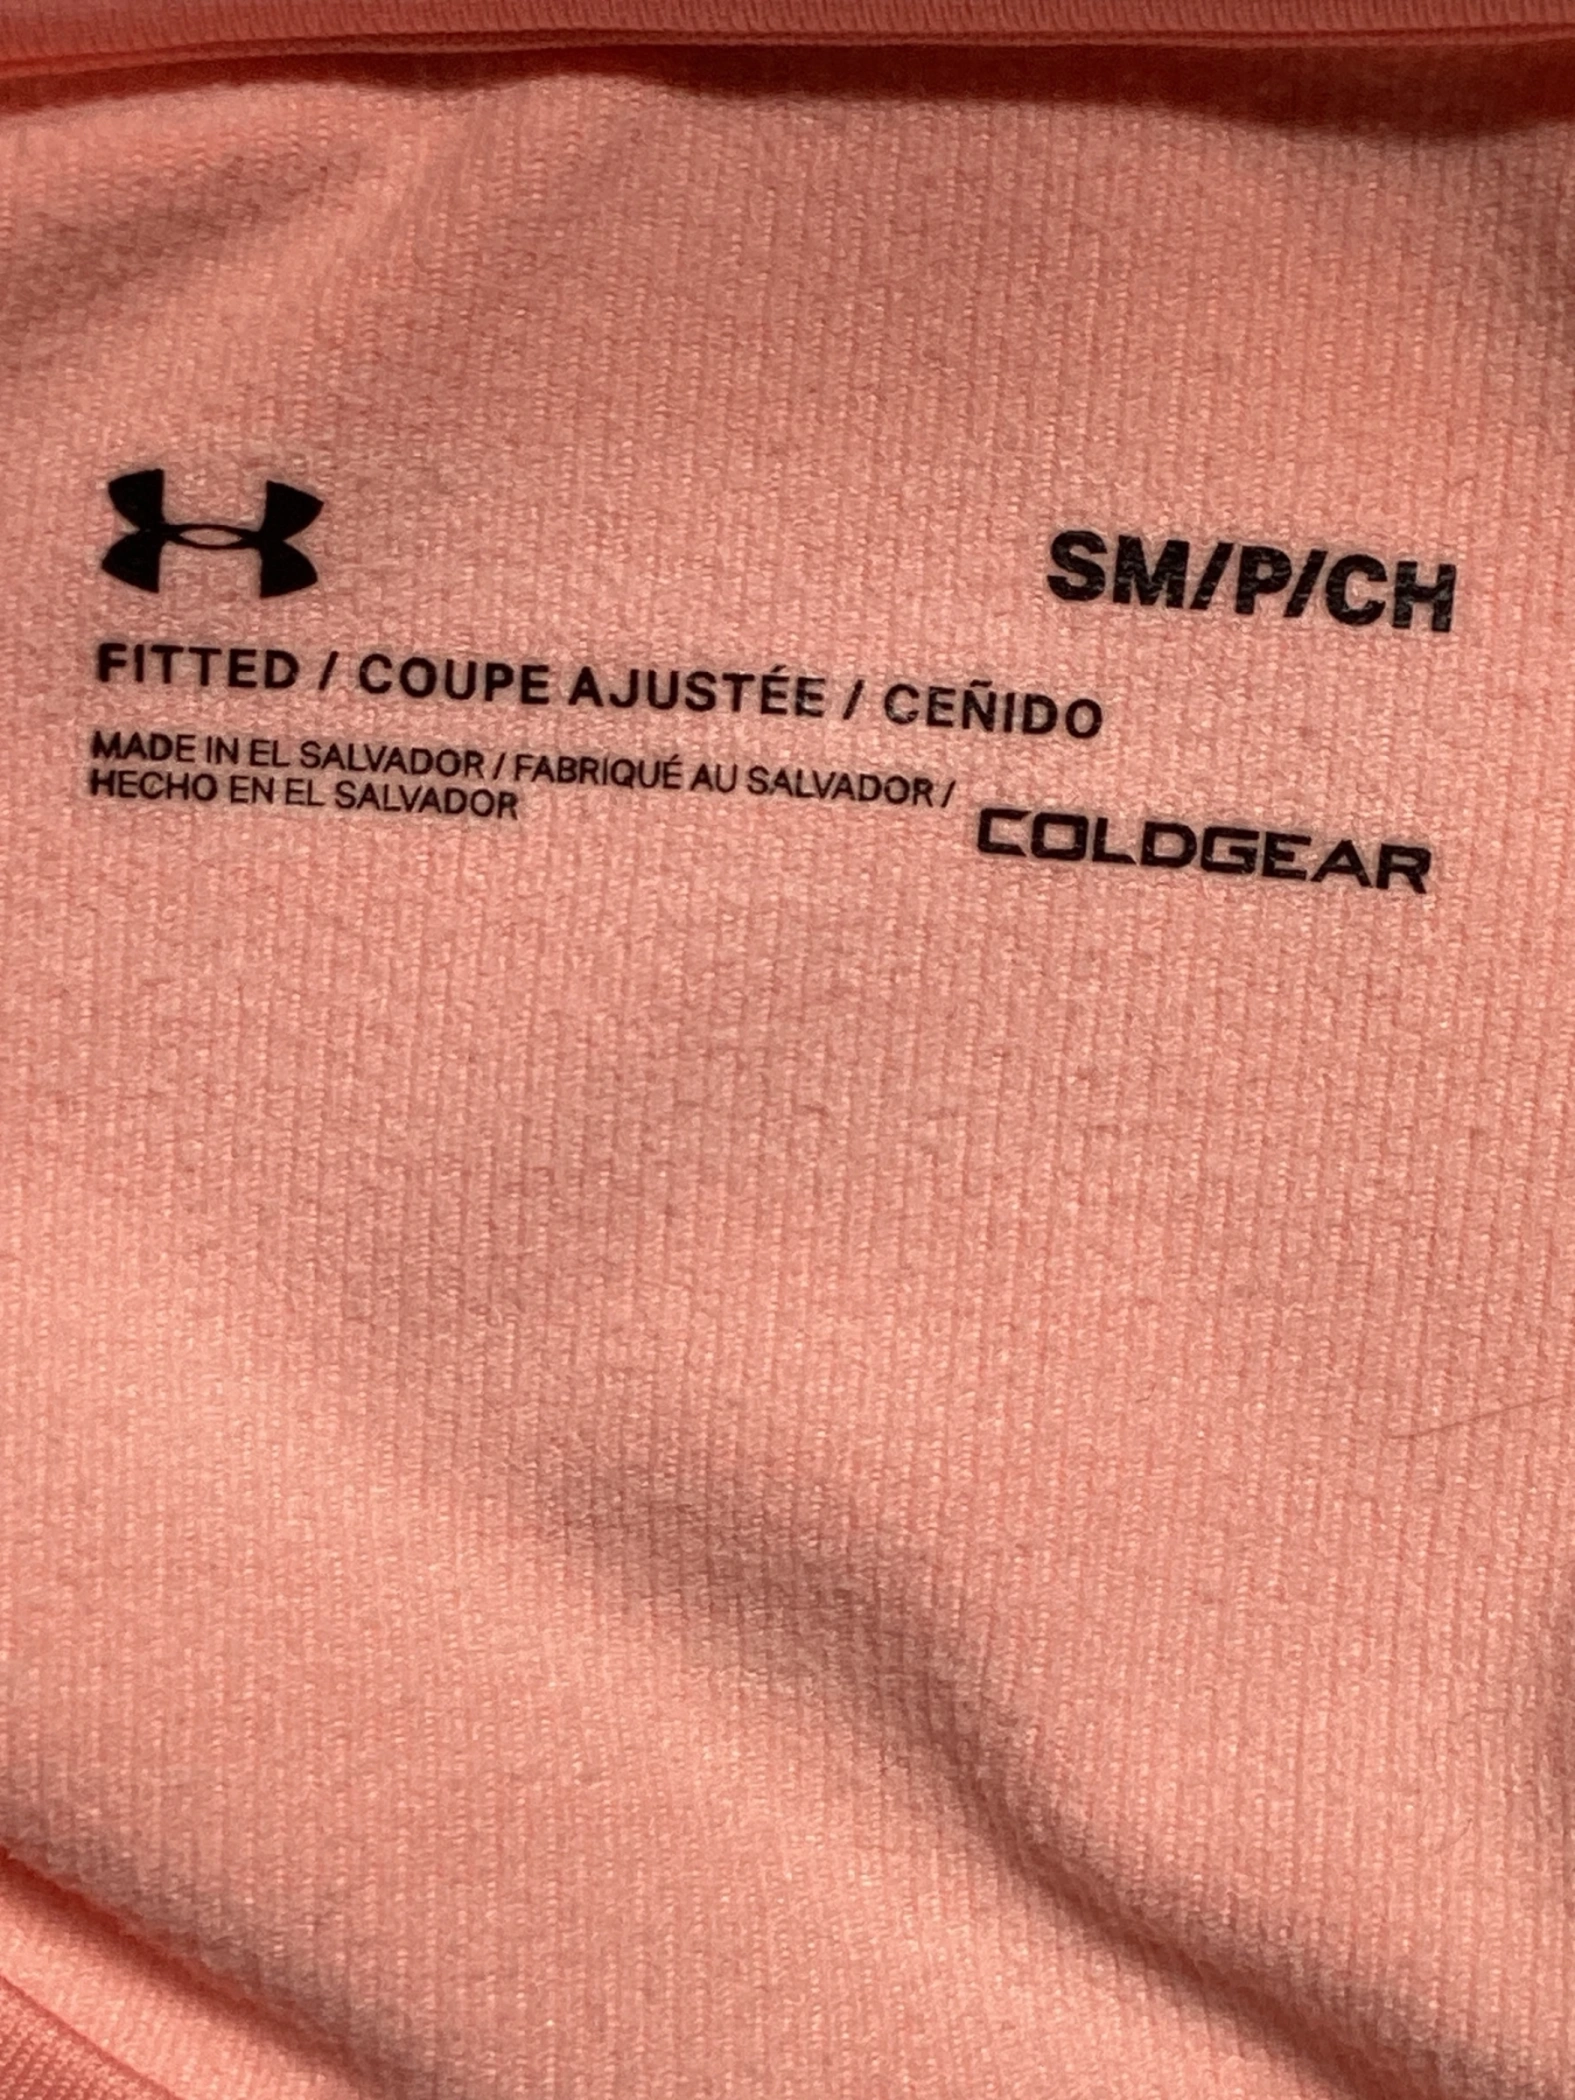 SM/P/CH
FITTED / COUPE AJUSTÉE / CEÑIDO
MADE IN EL SALVADOR / FABRIQUÉ AU SALVADOR /
HECHO EN EL SALVADOR
COLDGEAR